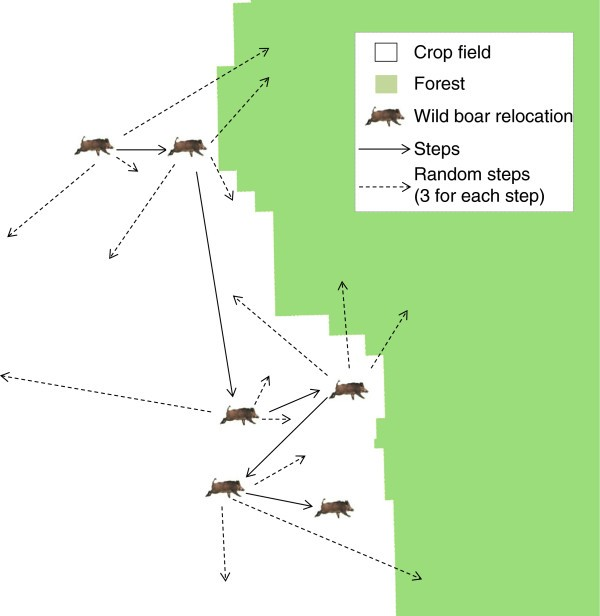 Crop field
Forest
Wild boar relocation
Steps
Random steps
(3 for each step)